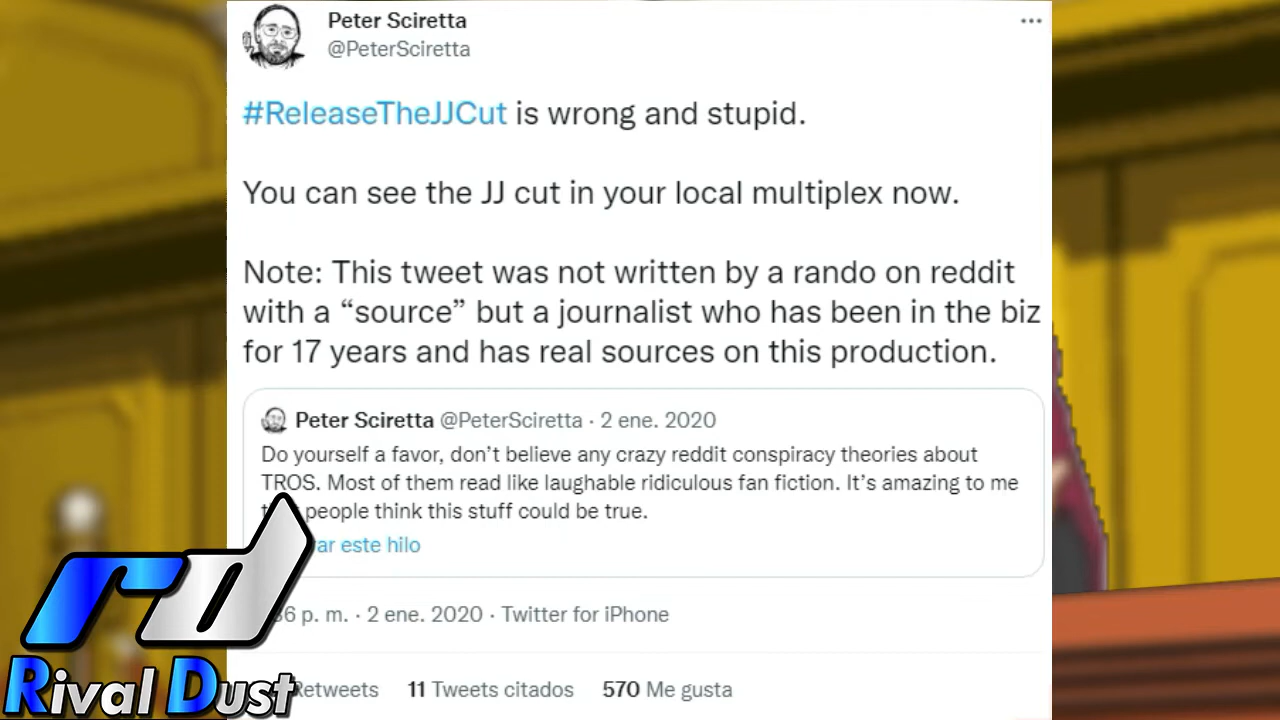 Peter Sciretta
@PeterSciretta
#ReleaseTheJJCut is wrong and stupid.
You can see the JJ cut in your local multiplex now.
Note: This tweet was not written by a rando on reddit
with a “source” but a journalist who has been in the biz
for 17 years and has real sources on this production.
Peter Sciretta @PeterSciretta · 2 ene. 2020
Do yourself a favor, don’t believe any crazy reddit conspiracy theories about
TROS. Most of them read like laughable ridiculous fan fiction. It’s amazing to me
people think this stuff could be true.
este hilo
p. m. · 2 ene. 2020 · Twitter for iPhone
Retweets 11 Tweets citados 570 Me gusta
rd
Rival Dust